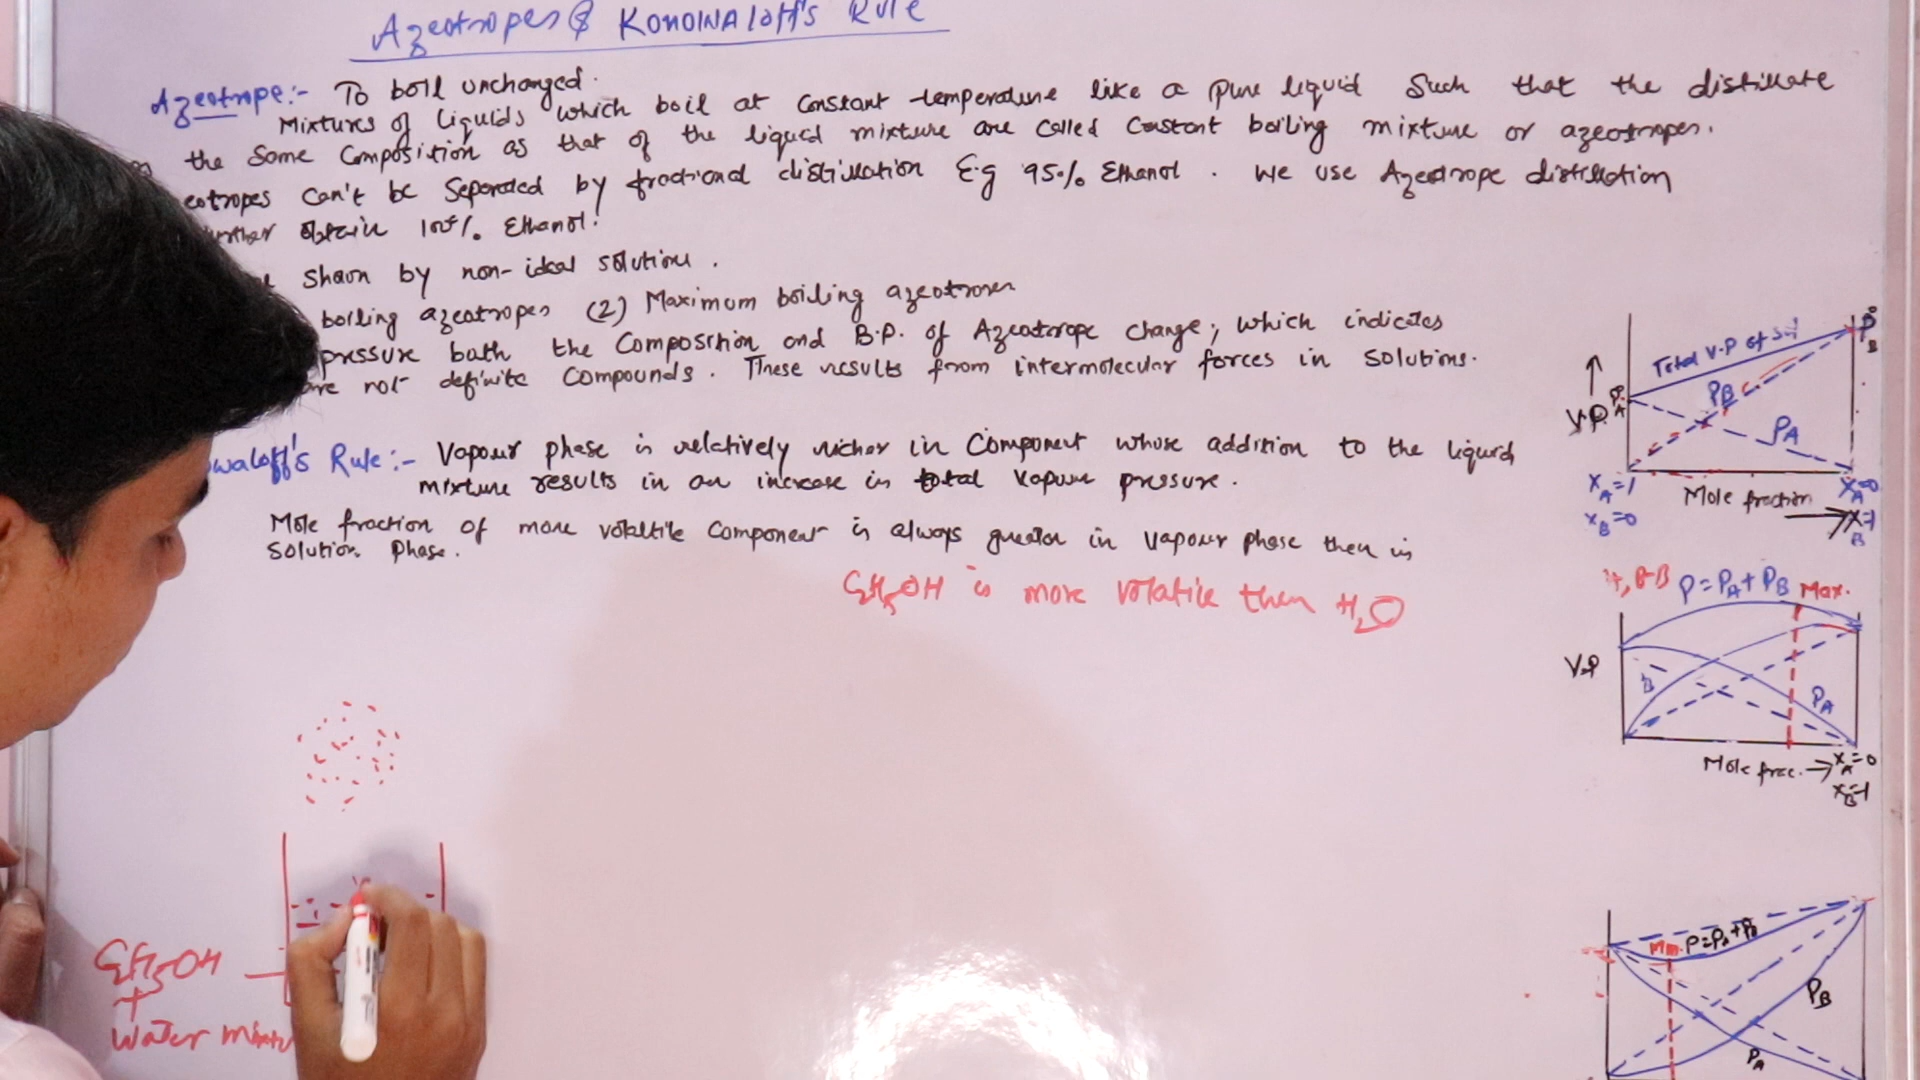 Azeotropes & Konowaloff's Rule
Azeotrope:- To boil unchanged.
Mixtures of liquids which boil at constant temperature like a pure liquid such that the distillate
the same composition as that of the liquid mixture are called constant boiling mixture or azeotropes.
eotropes can't be separated by fractional distillation E.g 95% Ethanol. We use Azeotrope distillation
further obtain 100% Ethanol.
shown by non-ideal solutions.
boiling azeotropes (2) Maximum boiling azeotropes
pressure both the composition and B.P. of Azeotrope change; which indicates
are not definite compounds. These results from intermolecular forces in solutions.
owaloff's Rule:- Vapour phase is relatively richer in component whose addition to the liquid
mixture results in an increase in total vapour pressure.
Mole fraction of more volatile component is always greater in vapour phase then in
solution phase.
C2H5OH is more volatile then H2O
C2H5OH
+
Water mixtu
Total V.P of Sol
P°B
P°A
V.P
PB
PA
XA=1
XB=0
Mole fraction
XA=0
XB=1
B-B
P=PA+PB
Max.
V.P
PA
Mole frac.
XA=0
XB=1
P=PA+PB
PB
PA